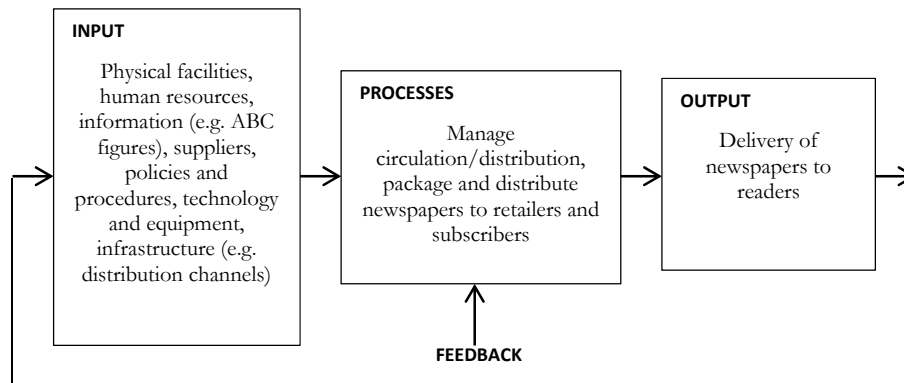 INPUT
Physical facilities,
human resources,
information (e.g. ABC
figures), suppliers,
policies and
procedures, technology
and equipment,
infrastructure (e.g.
distribution channels)
PROCESSES
Manage
circulation/distribution,
package and distribute
newspapers to retailers and
subscribers
OUTPUT
Delivery of
newspapers to
readers
FEEDBACK